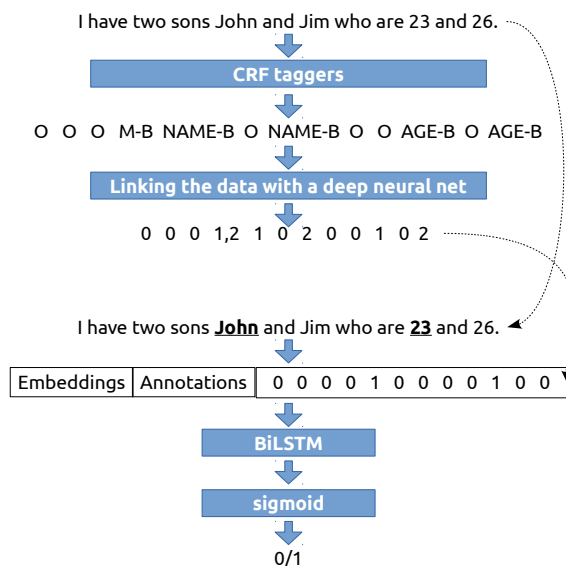 I have two sons John and Jim who are 23 and 26.
CRF taggers
O O O M-B NAME-B O NAME-B O O AGE-B O AGE-B
Linking the data with a deep neural net
0 0 0 1,2 1 0 2 0 0 1 0 2
I have two sons John and Jim who are 23 and 26.
Embeddings Annotations 0 0 0 0 1 0 0 0 0 1 0 0
BiLSTM
sigmoid
0/1